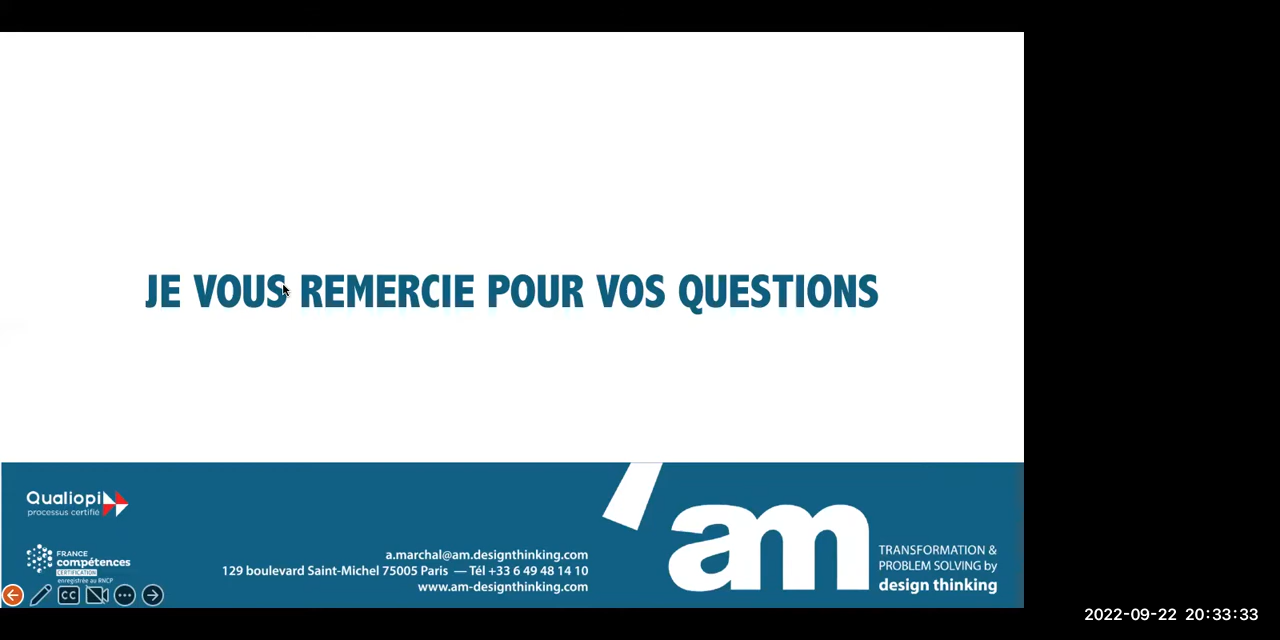 JE VOUS REMERCIE POUR VOS QUESTIONS
Qualiopi
processus certifié
FRANCE
compétences
CERTIFICATION
enregistrée au RNCP
a.marchal@am.designthinking.com
129 boulevard Saint-Michel 75005 Paris — Tél +33 6 49 48 14 10
www.am-designthinking.com
'am
TRANSFORMATION &
PROBLEM SOLVING by
design thinking
CC
2022-09-22 20:33:33